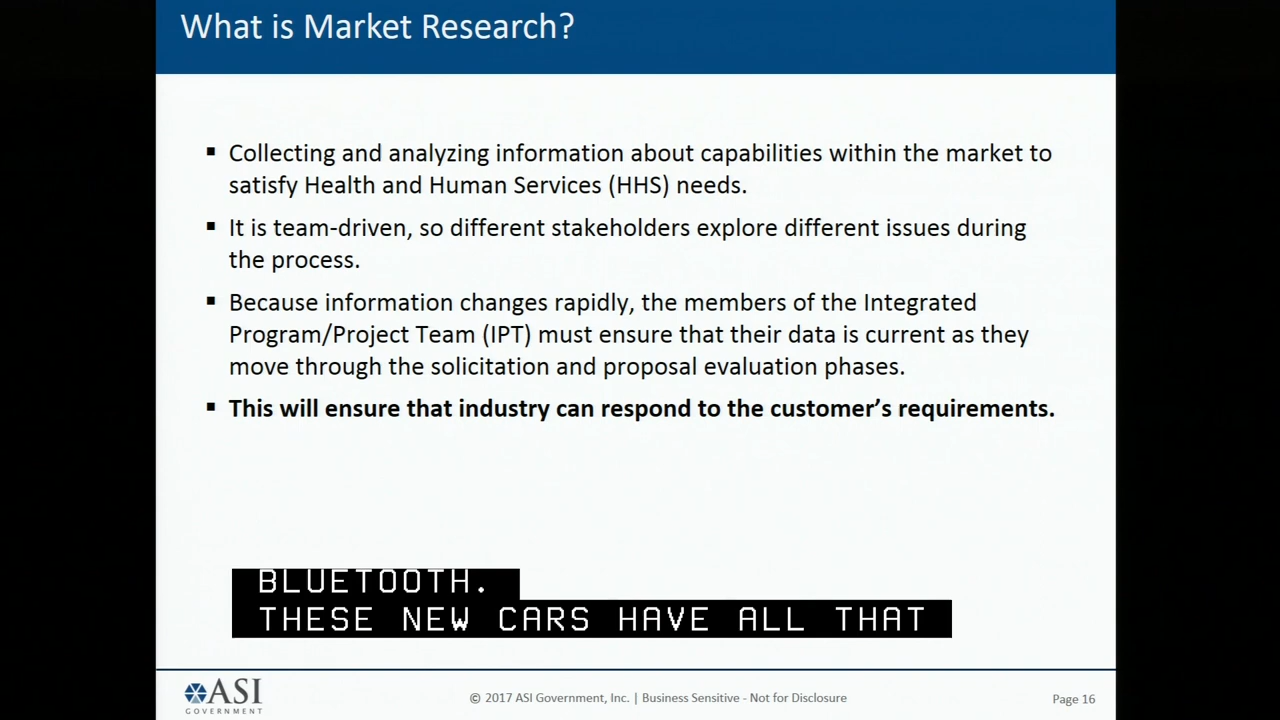 What is Market Research?
▪ Collecting and analyzing information about capabilities within the market to
satisfy Health and Human Services (HHS) needs.
▪ It is team-driven, so different stakeholders explore different issues during
the process.
▪ Because information changes rapidly, the members of the Integrated
Program/Project Team (IPT) must ensure that their data is current as they
move through the solicitation and proposal evaluation phases.
▪ This will ensure that industry can respond to the customer’s requirements.
BLUETOOTH.
THESE NEW CARS HAVE ALL THAT
ASI
GOVERNMENT
© 2017 ASI Government, Inc. | Business Sensitive - Not for Disclosure
Page 16